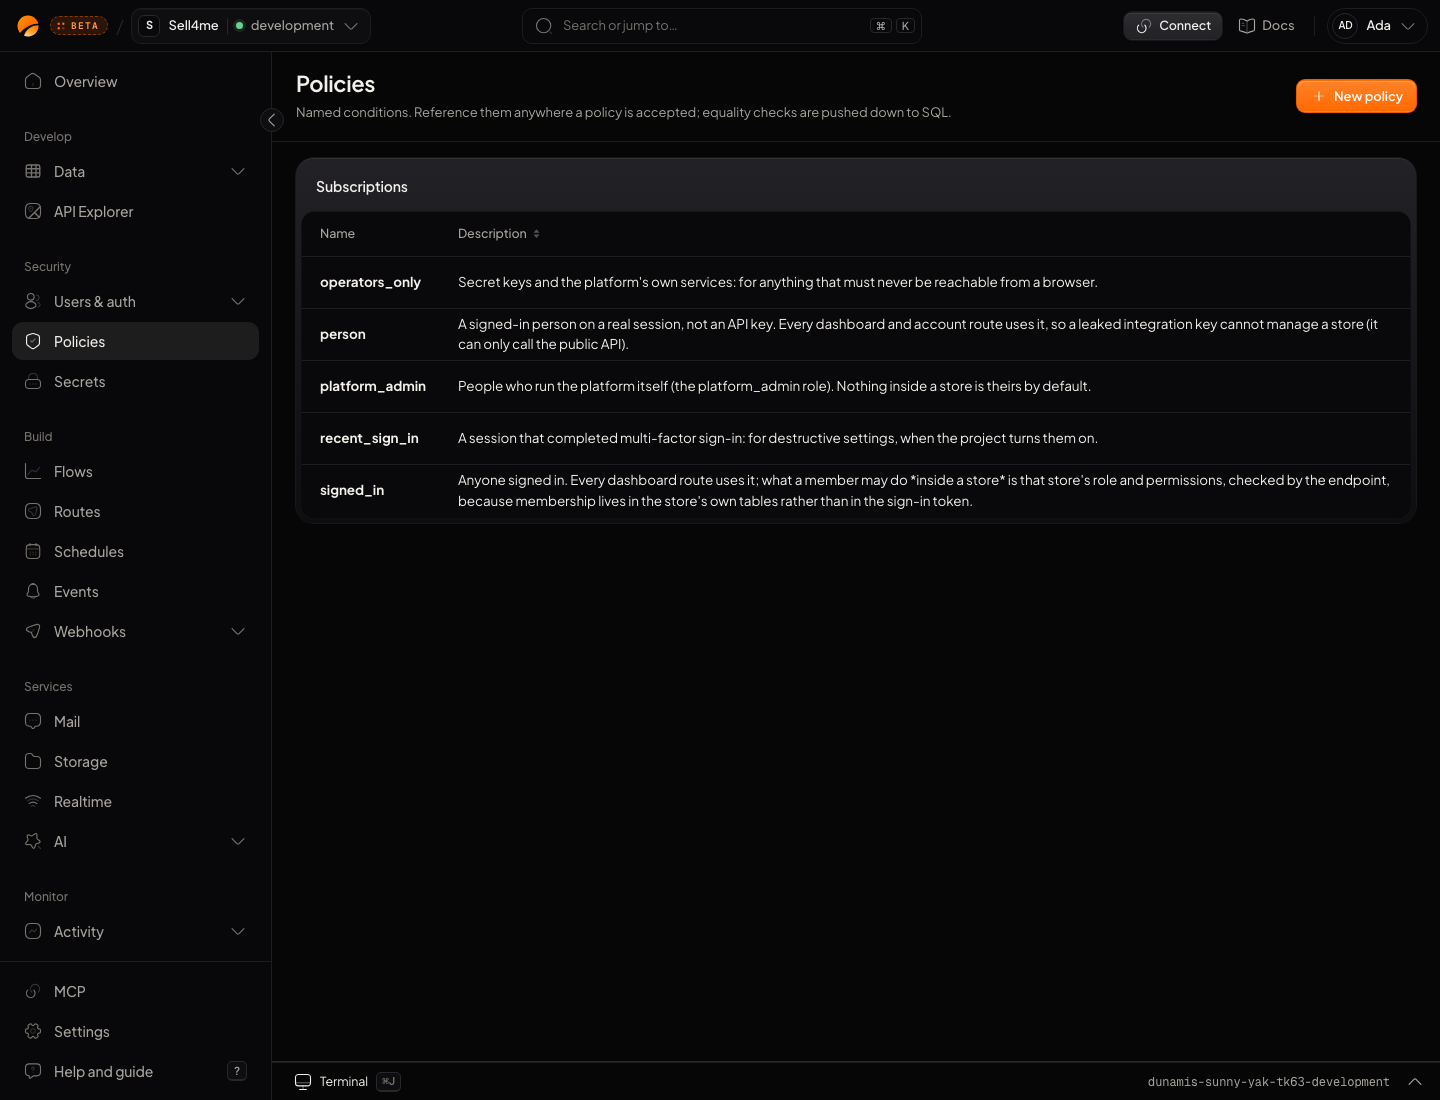 BETA
/
S Sell4me development
Search or jump to...
⌘ K
Connect
Docs
AD Ada
Overview
Develop
Data
API Explorer
Security
Users & auth
Policies
Secrets
Build
Flows
Routes
Schedules
Events
Webhooks
Services
Mail
Storage
Realtime
AI
Monitor
Activity
MCP
Settings
Help and guide ?
Policies
Named conditions. Reference them anywhere a policy is accepted; equality checks are pushed down to SQL.
+ New policy
Subscriptions
Name Description
operators_only Secret keys and the platform's own services: for anything that must never be reachable from a browser.
person A signed-in person on a real session, not an API key. Every dashboard and account route uses it, so a leaked integration key cannot manage a store (it
can only call the public API).
platform_admin People who run the platform itself (the platform_admin role). Nothing inside a store is theirs by default.
recent_sign_in A session that completed multi-factor sign-in: for destructive settings, when the project turns them on.
signed_in Anyone signed in. Every dashboard route uses it; what a member may do *inside a store* is that store's role and permissions, checked by the endpoint,
because membership lives in the store's own tables rather than in the sign-in token.
Terminal ⌘J
dunamis-sunny-yak-tk63-development